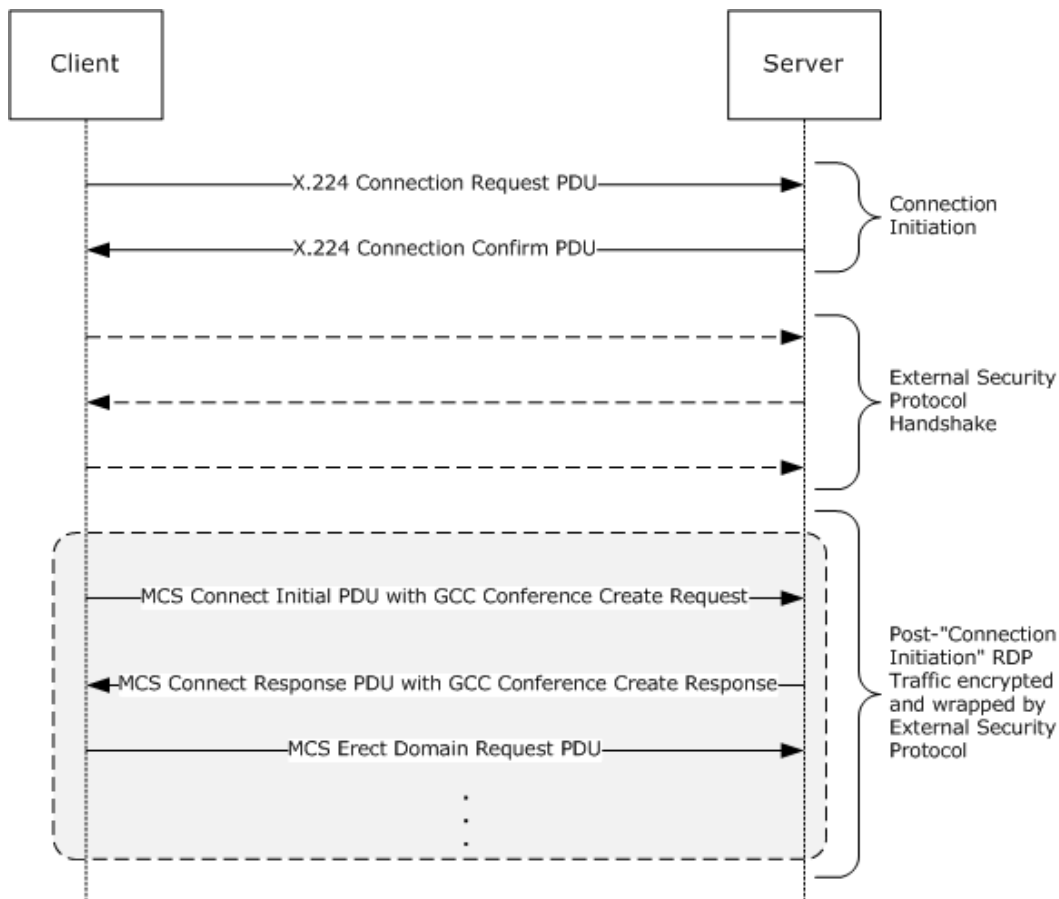 Client
Server
X.224 Connection Request PDU
X.224 Connection Confirm PDU
Connection
Initiation
External Security
Protocol
Handshake
MCS Connect Initial PDU with GCC Conference Create Request
MCS Connect Response PDU with GCC Conference Create Response
MCS Erect Domain Request PDU
Post-"Connection
Initiation" RDP
Traffic encrypted
and wrapped by
External Security
Protocol